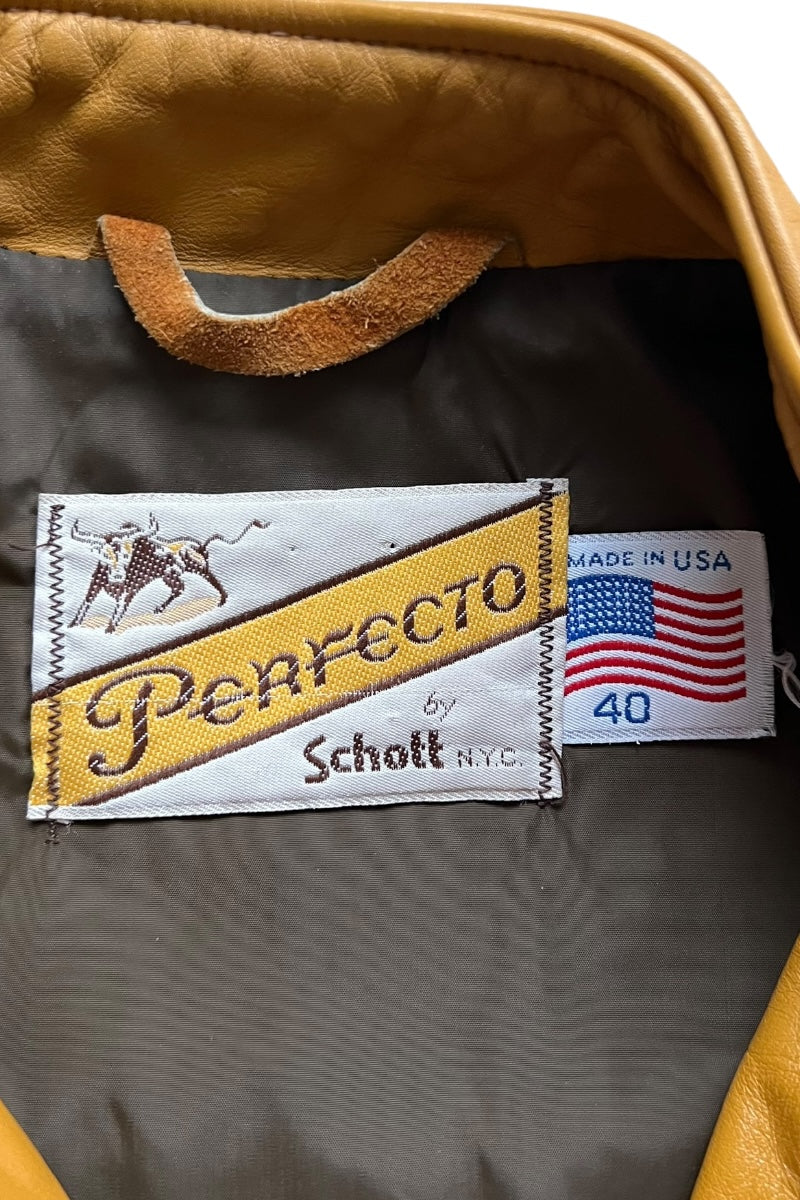 Perfecto
by
Schott N.Y.C.
MADE IN USA
40